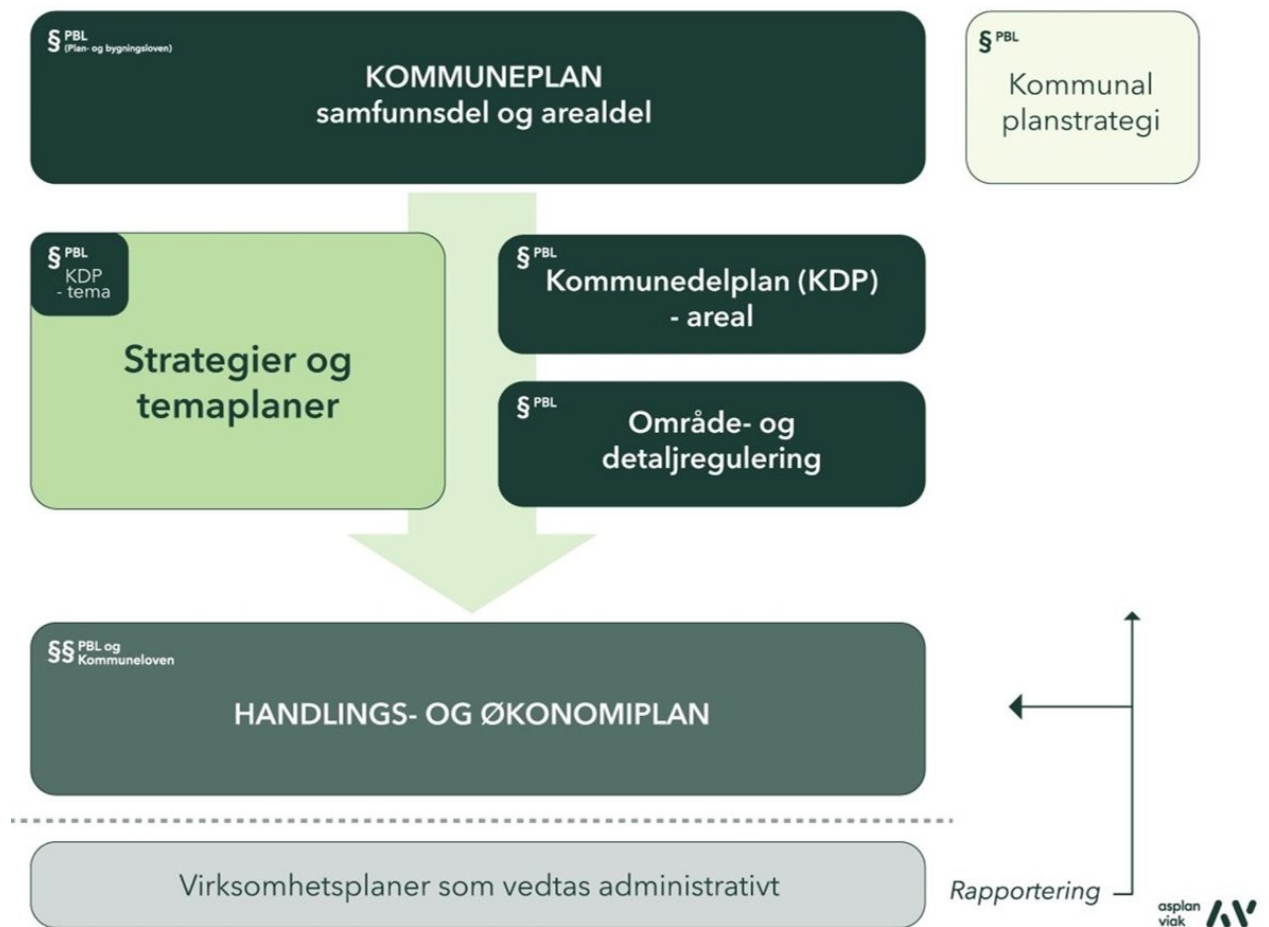 § PBL
(Plan- og bygningsloven)
KOMMUNEPLAN
samfunnsdel og arealdel
§ PBL
Kommunal
planstrategi
§ PBL
KDP
- tema
Strategier og
temaplaner
§ PBL
Kommunedelplan (KDP)
- areal
§ PBL
Område- og
detaljregulering
§§ PBL og
Kommuneloven
HANDLINGS- OG ØKONOMIPLAN
Virksomhetsplaner som vedtas administrativt
Rapportering
asplan
viak